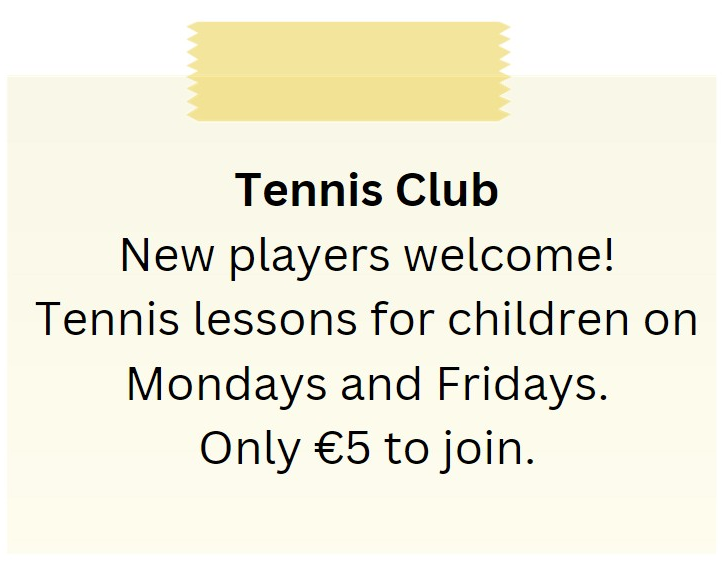 Tennis Club
New players welcome!
Tennis lessons for children on
Mondays and Fridays.
Only €5 to join.